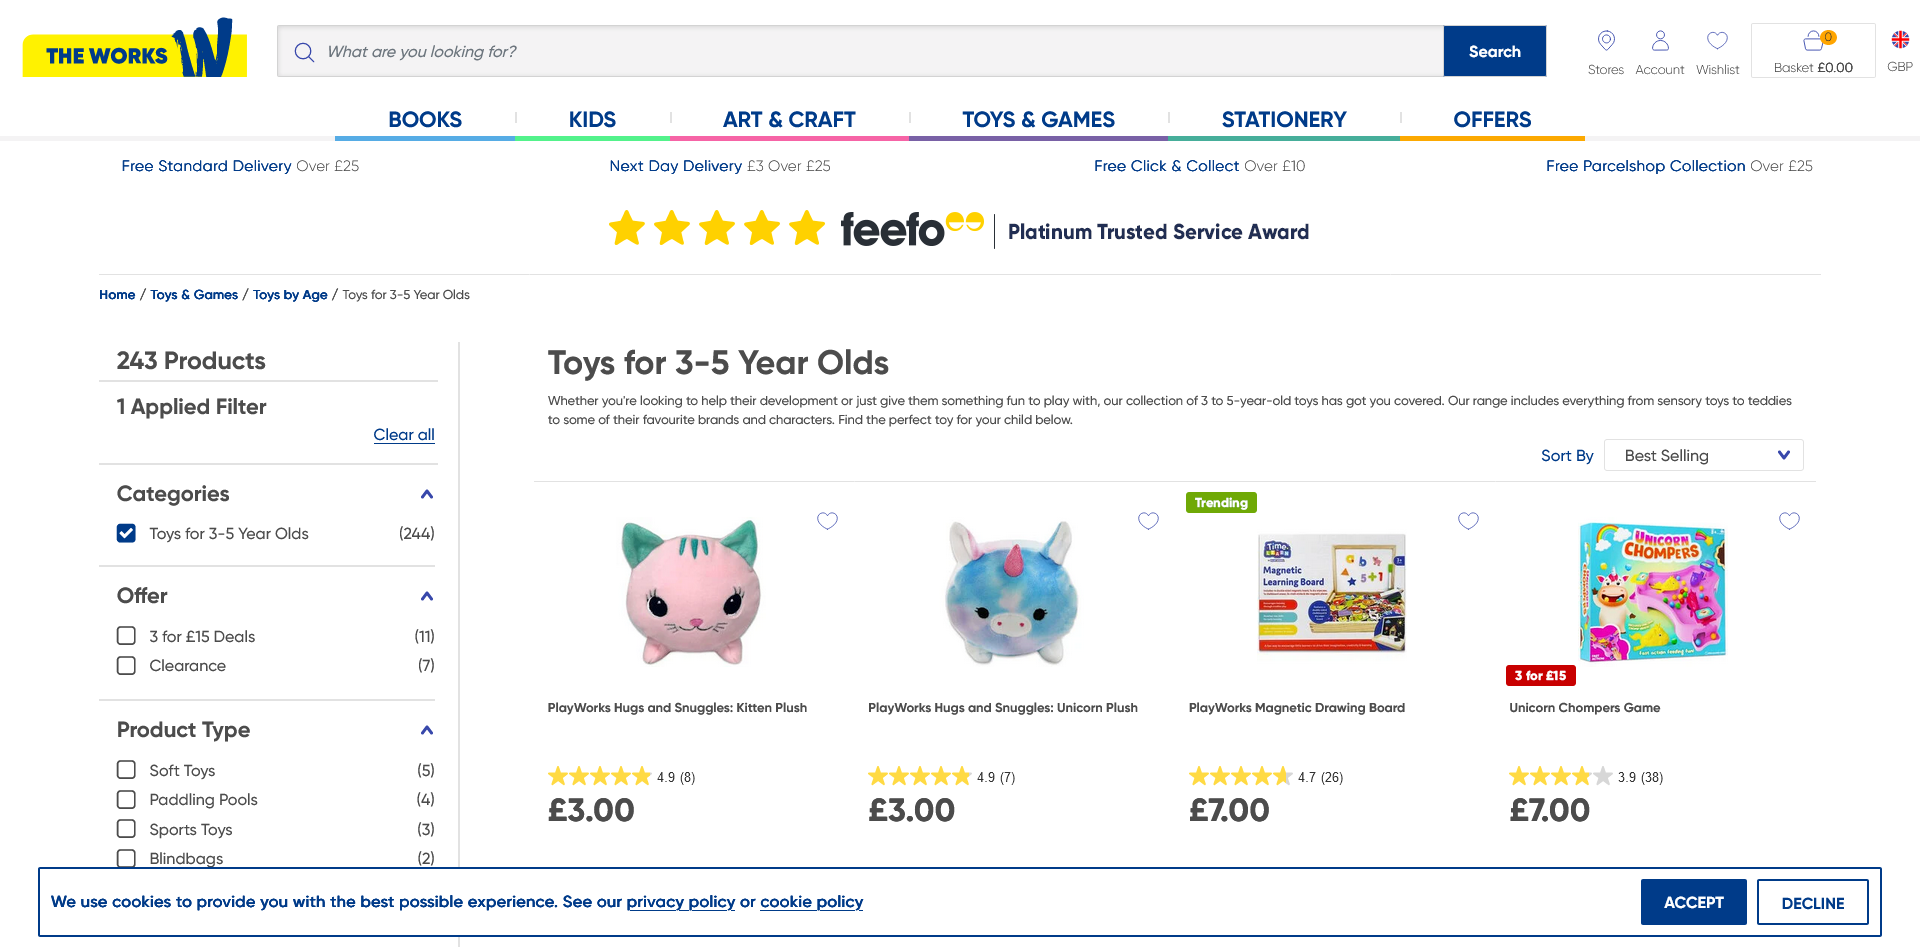 THE WORKS
What are you looking for?
Search
Stores
Account
Wishlist
0
Basket £0.00
GBP
BOOKS
KIDS
ART & CRAFT
TOYS & GAMES
STATIONERY
OFFERS
Free Standard Delivery Over £25
Next Day Delivery £3 Over £25
Free Click & Collect Over £10
Free Parcelshop Collection Over £25
feefo
Platinum Trusted Service Award
Home / Toys & Games / Toys by Age / Toys for 3-5 Year Olds
243 Products
1 Applied Filter
Clear all
Categories
Toys for 3-5 Year Olds (244)
Offer
3 for £15 Deals (11)
Clearance (7)
Product Type
Soft Toys (5)
Paddling Pools (4)
Sports Toys (3)
Blindbags (2)
Toys for 3-5 Year Olds
Whether you're looking to help their development or just give them something fun to play with, our collection of 3 to 5-year-old toys has got you covered. Our range includes everything from sensory toys to teddies
to some of their favourite brands and characters. Find the perfect toy for your child below.
Sort By
Best Selling
PlayWorks Hugs and Snuggles: Kitten Plush
4.9 (8)
£3.00
PlayWorks Hugs and Snuggles: Unicorn Plush
4.9 (7)
£3.00
Trending
Magnetic
Learning Board
PlayWorks Magnetic Drawing Board
4.7 (26)
£7.00
UNICORN
CHOMPERS
3 for £15
Unicorn Chompers Game
3.9 (38)
£7.00
We use cookies to provide you with the best possible experience. See our privacy policy or cookie policy
ACCEPT
DECLINE